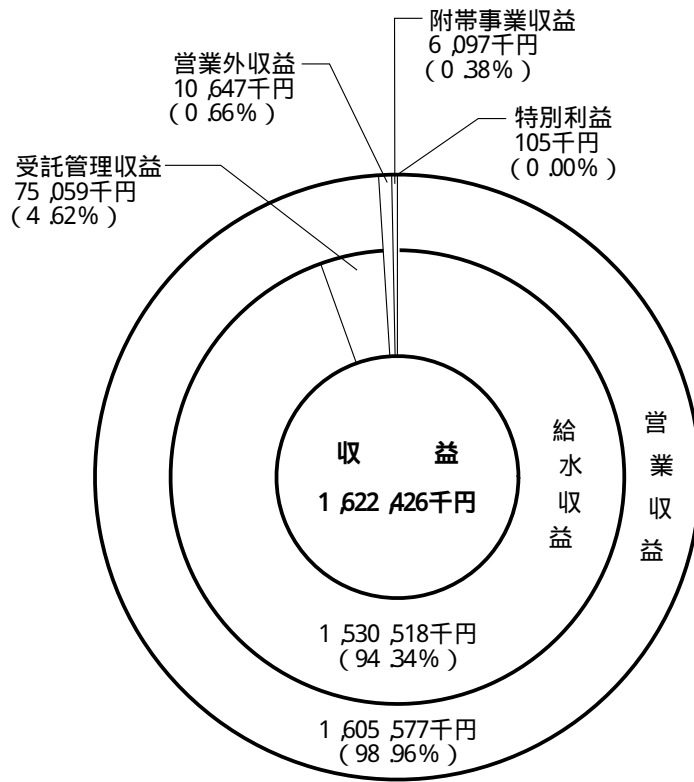 附帯事業収益
6,097千円
(0.38%)
営業外収益
10,647千円
(0.66%)
特別利益
105千円
(0.00%)
受託管理収益
75,059千円
(4.62%)
収 益
1,622,426千円
給水収益
営業収益
1,530,518千円
(94.34%)
1,605,577千円
(98.96%)